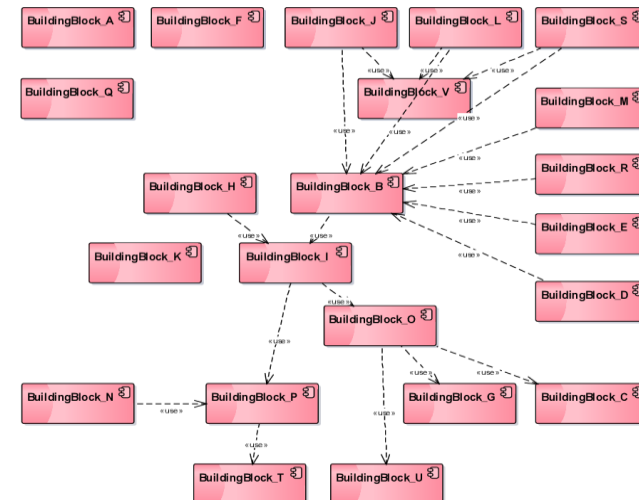 BuildingBlock_A
BuildingBlock_F
BuildingBlock_J
BuildingBlock_L
BuildingBlock_S
«use»
«use»
«use»
BuildingBlock_Q
BuildingBlock_V
BuildingBlock_M
«use»
«use»
«use»
«use»
BuildingBlock_R
BuildingBlock_H
BuildingBlock_B
«use»
BuildingBlock_E
«use»
«use»
«use»
BuildingBlock_K
BuildingBlock_I
«use»
BuildingBlock_D
«use»
BuildingBlock_O
«use»
«use»
«use»
BuildingBlock_N
BuildingBlock_P
BuildingBlock_G
BuildingBlock_C
«use»
«use»
«use»
BuildingBlock_T
BuildingBlock_U